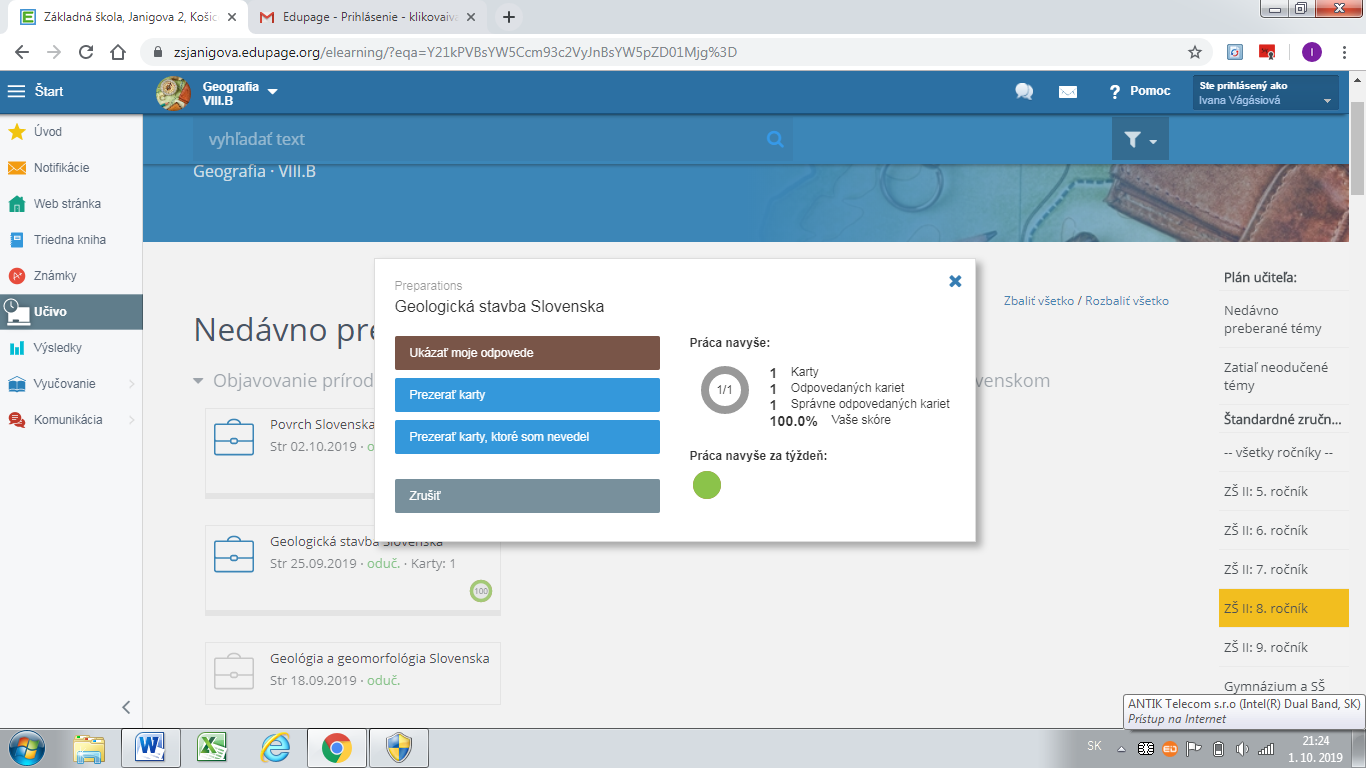 Základná škola, Janigova 2, Košic
Edupage - Prihlásenie - klikovaiva
zsjanigova.edupage.org/elearning/?eqa=Y21kPVBsYW5Ccm93c2VyJnBsYW5pZD01Mjg%3D
I
Štart
Geografia
VIII.B
Pomoc
Ste prihlásený ako
Ivana Vágásiová
Úvod
Notifikácie
Web stránka
Triedna kniha
Známky
Učivo
Výsledky
Vyučovanie
Komunikácia
vyhľadať text
Geografia · VIII.B
Zbaliť všetko / Rozbaliť všetko
Nedávno pre
Objavovanie prírod
venskom
Povrch Slovenska
Str 02.10.2019 · o
Geologická stavba Slovenska
Str 25.09.2019 · oduč. · Karty: 1
100
Geológia a geomorfológia Slovenska
Str 18.09.2019 · oduč.
Preparations
Geologická stavba Slovenska
Ukázať moje odpovede
Prezerať karty
Prezerať karty, ktoré som nevedel
Zrušiť
Práca navyše:
1/1
1 Karty
1 Odpovedaných kariet
1 Správne odpovedaných kariet
100.0% Vaše skóre
Práca navyše za týždeň:
Plán učiteľa:
Nedávno
preberané témy
Zatiaľ neodučené
témy
Štandardné zručn...
-- všetky ročníky --
ZŠ II: 5. ročník
ZŠ II: 6. ročník
ZŠ II: 7. ročník
ZŠ II: 8. ročník
ZŠ II: 9. ročník
Gymnázium a SŠ
ANTIK Telecom s.r.o (Intel(R) Dual Band, SK)
Prístup na Internet
SK
21:24
1. 10. 2019